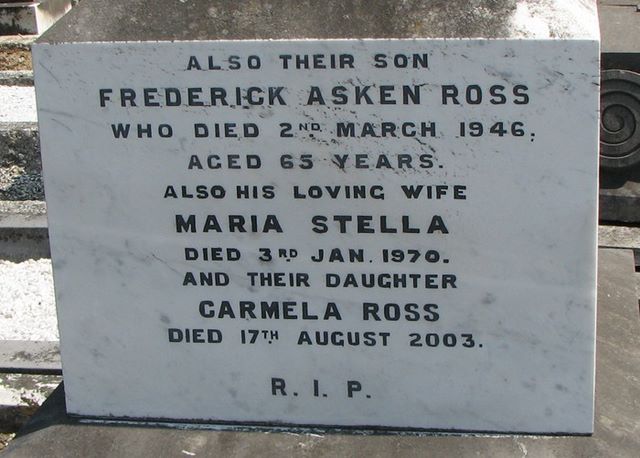 ALSO THEIR SON
FREDERICK ASKEN ROSS
WHO DIED 2ND MARCH 1946,
AGED 65 YEARS.
ALSO HIS LOVING WIFE
MARIA STELLA
DIED 3RD JAN. 1970.
AND THEIR DAUGHTER
CARMELA ROSS
DIED 17TH AUGUST 2003.
R. I. P.